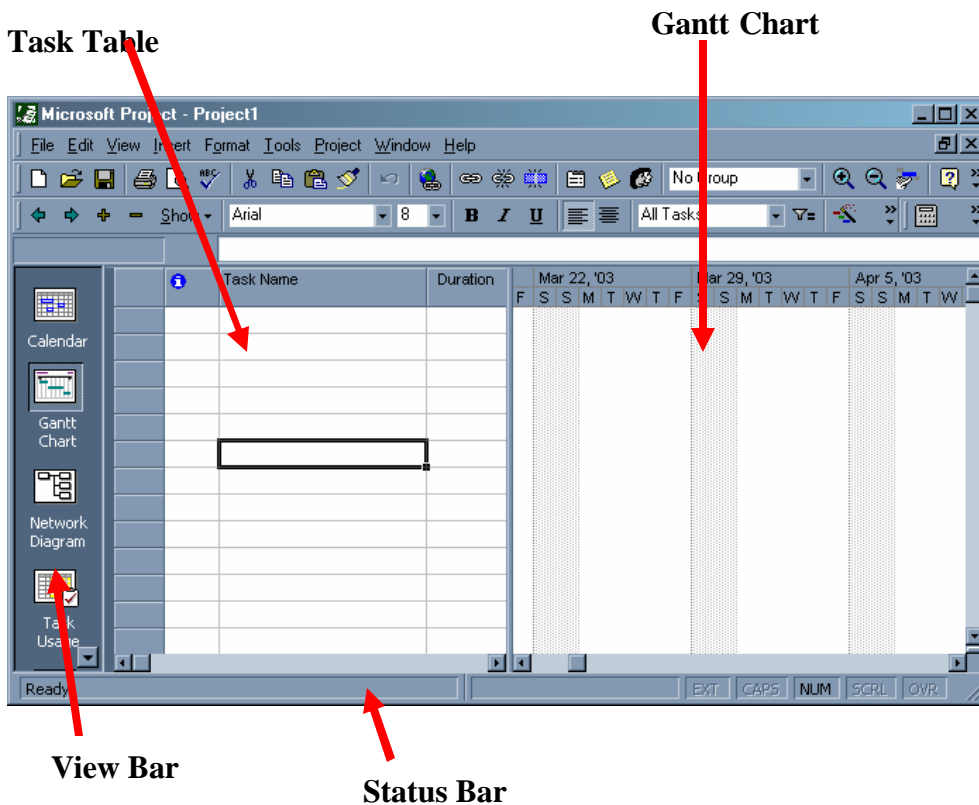 Gantt Chart
Task Table
Microsoft Project - Project1
File Edit View Insert Format Tools Project Window Help
ABC No Group
Show Arial 8 B I U All Tasks
Task Name Duration Mar 22, '03 Mar 29, '03 Apr 5, '03
F S S M T W T F S S M T W T F S S M T W
Calendar
Gantt
Chart
Network
Diagram
Task
Usage
Ready EXT CAPS NUM SCRL OVR
View Bar
Status Bar